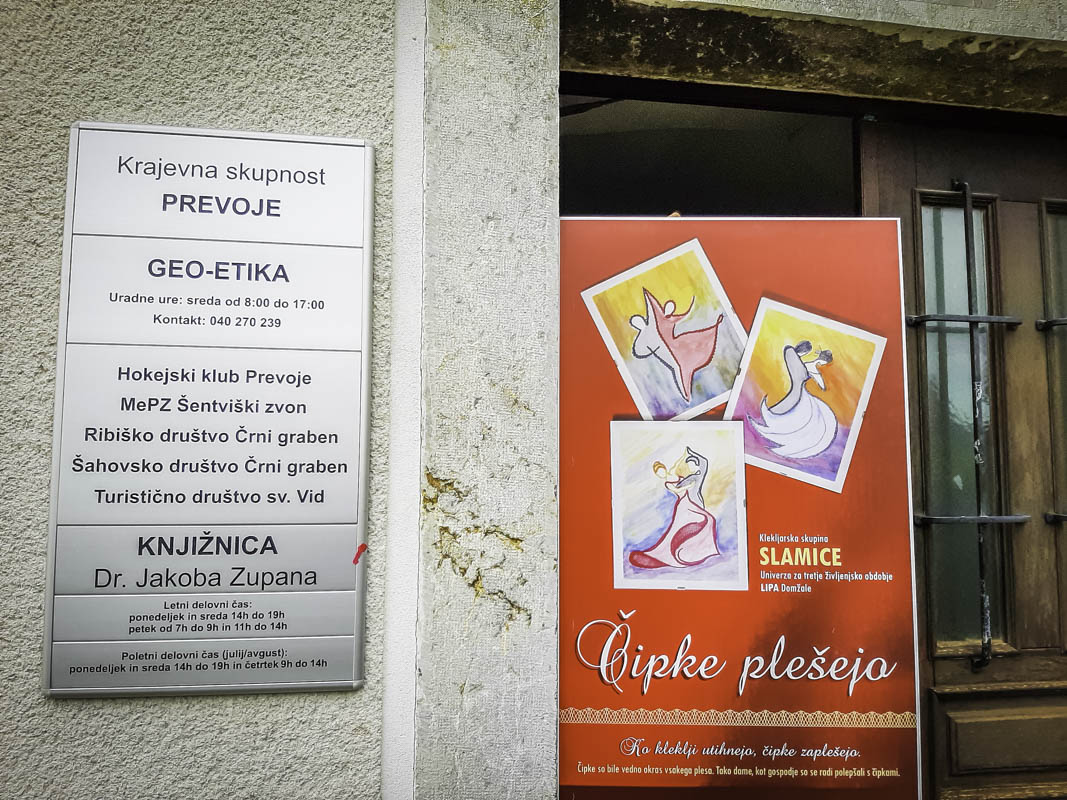 Krajevna skupnost
PREVOJE
GEO-ETIKA
Uradne ure: sreda od 8:00 do 17:00
Kontakt: 040 270 239
Hokejski klub Prevoje
MePZ Šentviški zvon
Ribiško društvo Črni graben
Šahovsko društvo Črni graben
Turistično društvo sv. Vid
KNJIŽNICA
Dr. Jakoba Zupana
Letni delovni čas:
ponedeljek in sreda 14h do 19h
petek od 7h do 9h in 11h do 14h
Poletni delovni čas (julij/avgust):
ponedeljek in sreda 14h do 19h in četrtek 9h do 14h
Klekljarska skupina
SLAMICE
Univerza za tretje življenjsko obdobje
LIPA Domžale
Čipke plešejo
Ko kleklji utihnejo, čipke zaplešejo.
Čipke so bile vedno okras vsakega plesa. Tako dame, kot gospodje so se radi polepšali s čipkami.